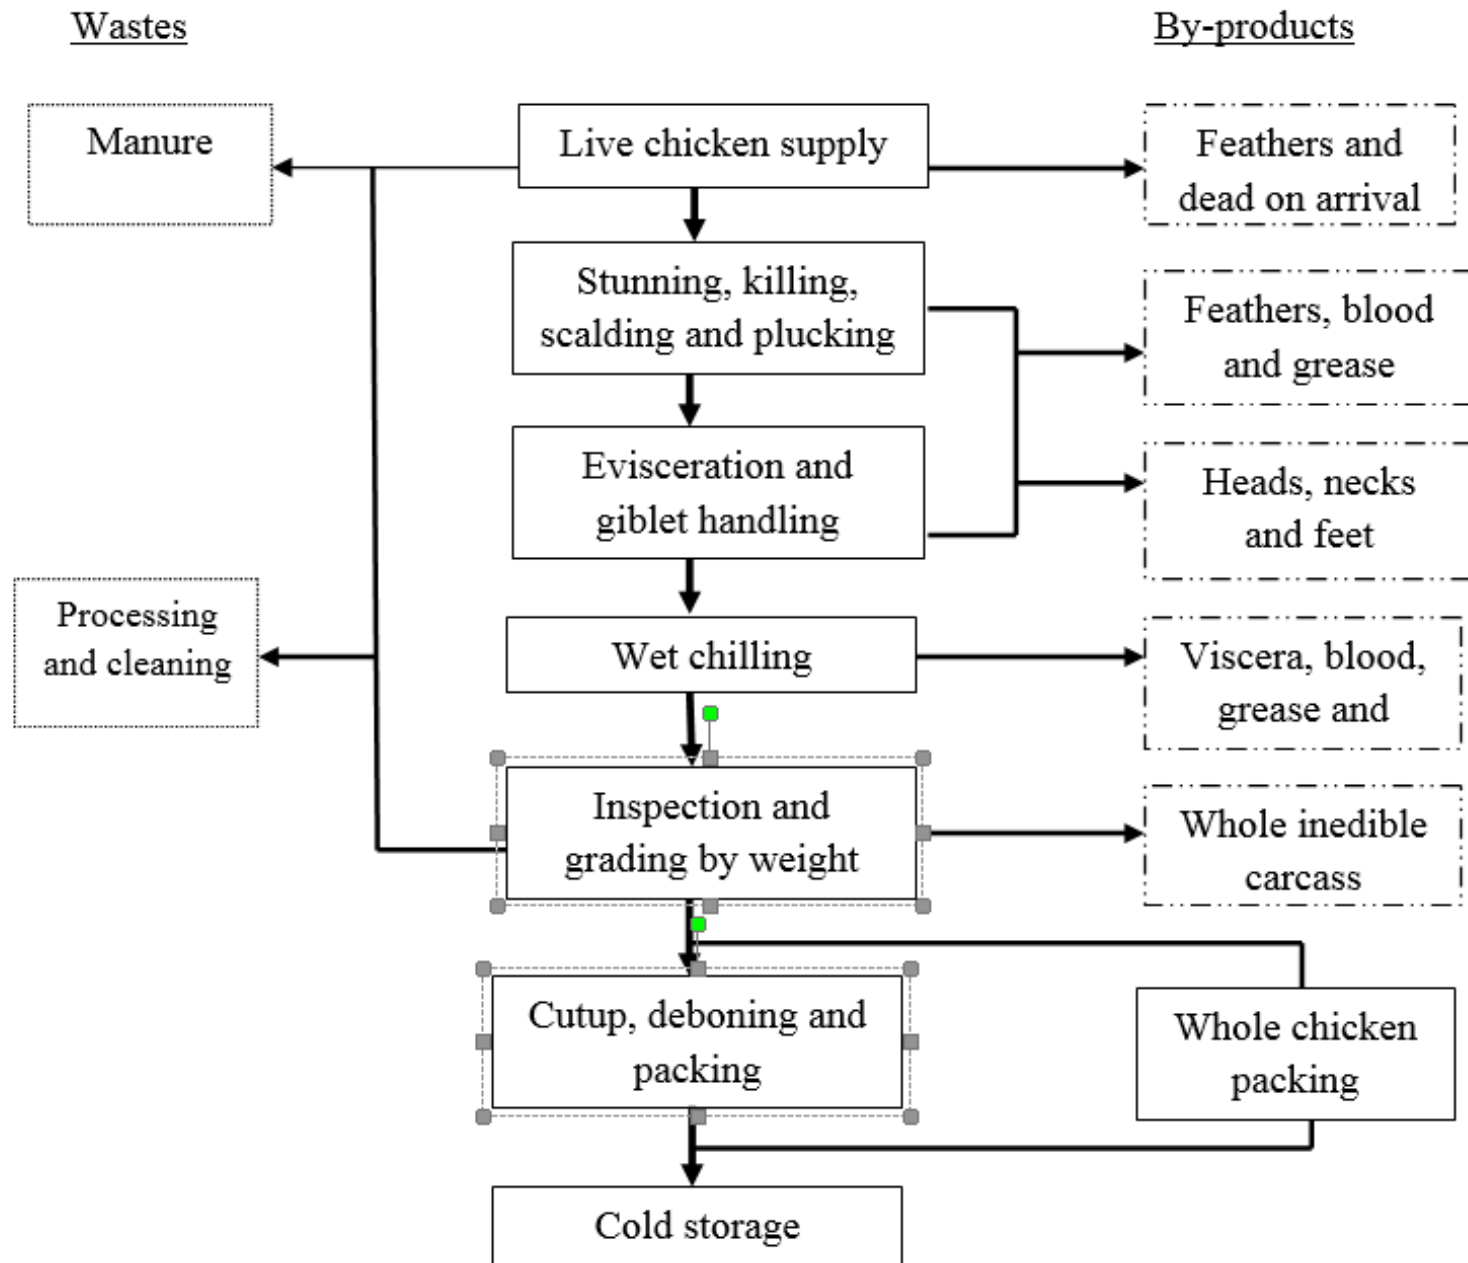 Wastes
By-products
Manure
Live chicken supply
Feathers and
dead on arrival
Stunning, killing,
scalding and plucking
Feathers, blood
and grease
Evisceration and
giblet handling
Heads, necks
and feet
Processing
and cleaning
Wet chilling
Viscera, blood,
grease and
Inspection and
grading by weight
Whole inedible
carcass
Cutup, deboning and
packing
Whole chicken
packing
Cold storage